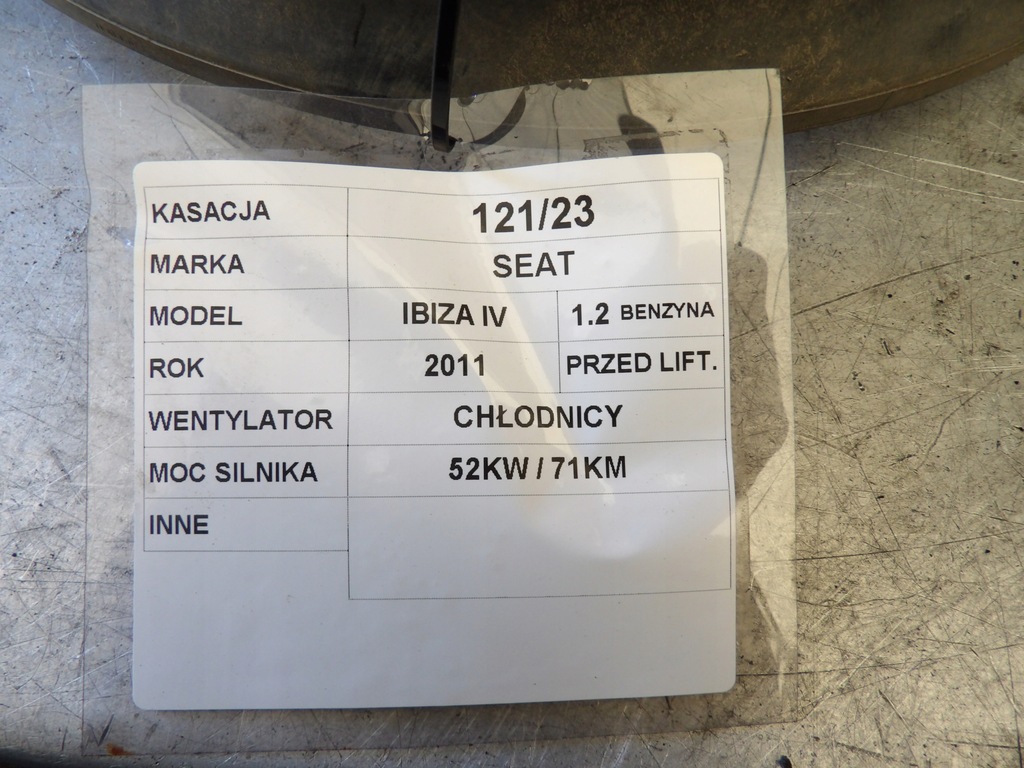 KASACJA 121/23
MARKA SEAT
MODEL IBIZA IV 1.2 BENZYNA
ROK 2011 PRZED LIFT.
WENTYLATOR CHŁODNICY
MOC SILNIKA 52KW / 71KM
INNE